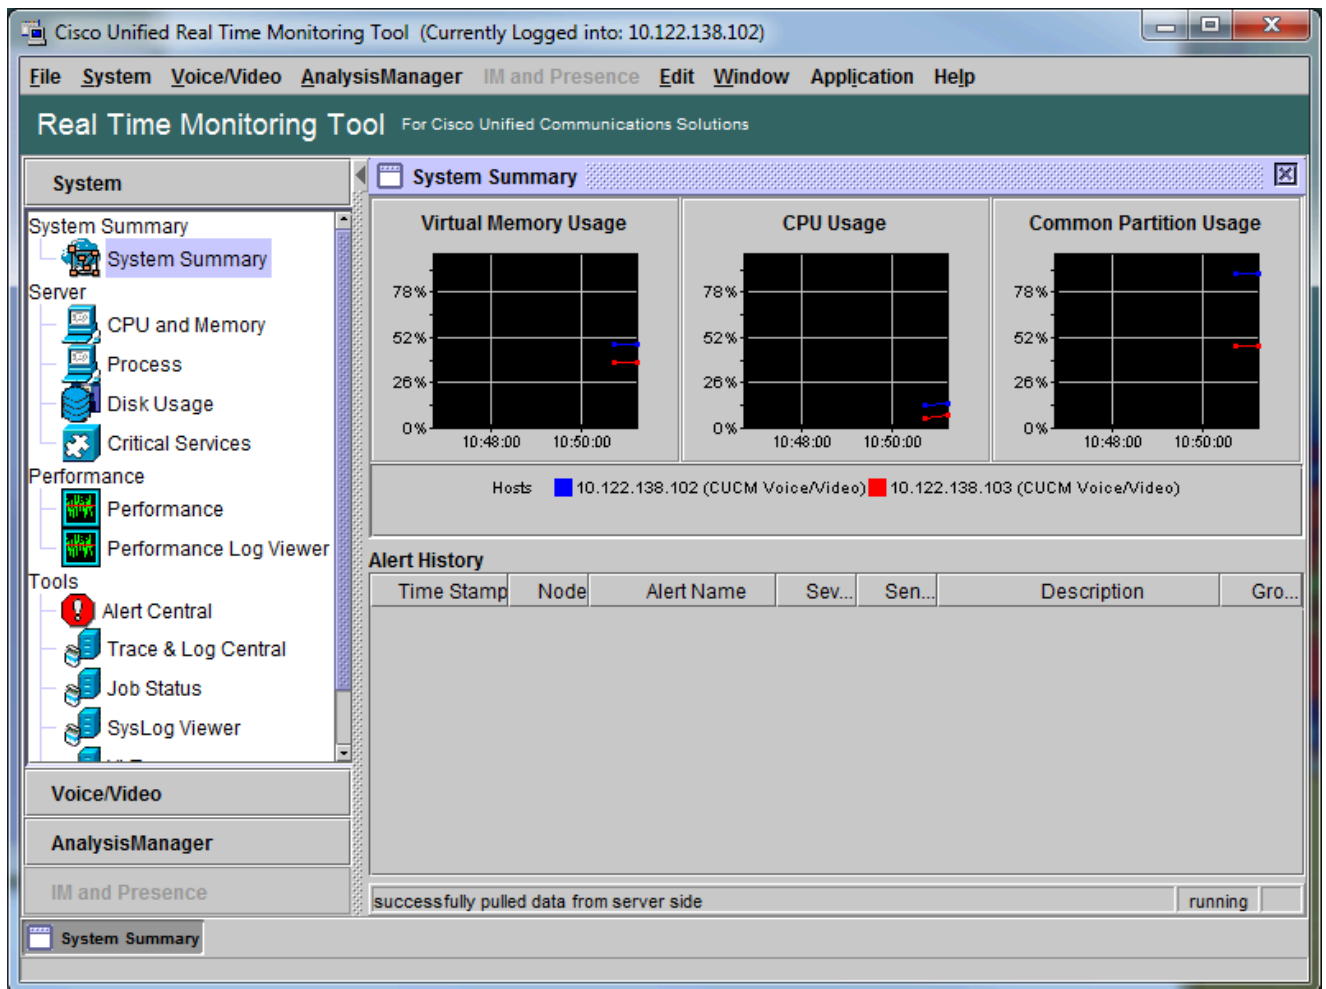 Cisco Unified Real Time Monitoring Tool (Currently Logged into: 10.122.138.102)
File System Voice/Video AnalysisManager IM and Presence Edit Window Application Help
Real Time Monitoring Tool For Cisco Unified Communications Solutions
System
System Summary
System Summary
Server
CPU and Memory
Process
Disk Usage
Critical Services
Performance
Performance
Performance Log Viewer
Tools
Alert Central
Trace & Log Central
Job Status
SysLog Viewer
Voice/Video
AnalysisManager
IM and Presence
System Summary
Virtual Memory Usage
78%
52%
26%
0%
10:48:00 10:50:00
CPU Usage
78%
52%
26%
0%
10:48:00 10:50:00
Common Partition Usage
78%
52%
26%
0%
10:48:00 10:50:00
Hosts 10.122.138.102 (CUCM Voice/Video) 10.122.138.103 (CUCM Voice/Video)
Alert History
Time Stamp Node Alert Name Sev... Sen... Description Gro...
successfully pulled data from server side running
System Summary